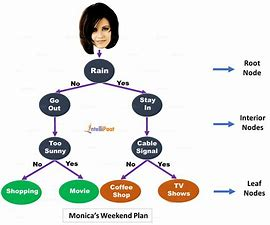 Rain
Root
Node
No
Yes
Go
Out
Stay
In
Interior
Nodes
intelliPaat
Too
Sunny
Cable
Signal
No
Yes
No
Yes
Shopping
Movie
Coffee
Shop
TV
Shows
Leaf
Nodes
Monica's Weekend Plan